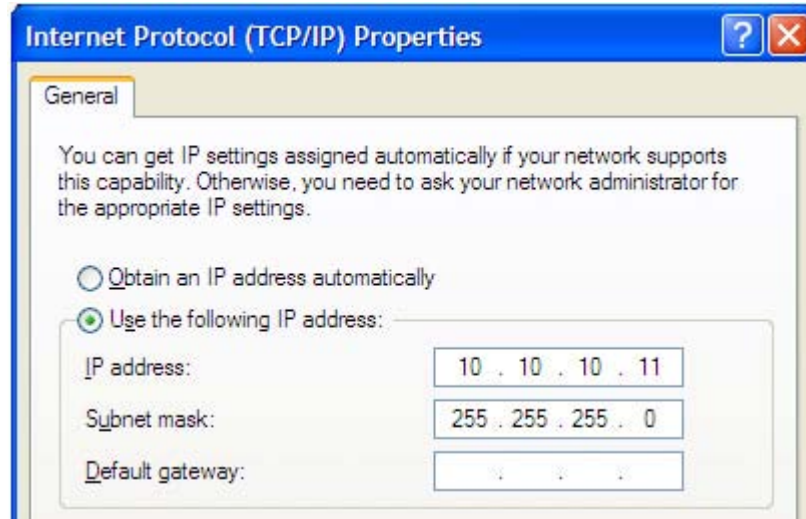 Internet Protocol (TCP/IP) Properties
General
You can get IP settings assigned automatically if your network supports
this capability. Otherwise, you need to ask your network administrator for
the appropriate IP settings.
Obtain an IP address automatically
Use the following IP address:
IP address: 10 . 10 . 10 . 11
Subnet mask: 255 . 255 . 255 . 0
Default gateway: . . .